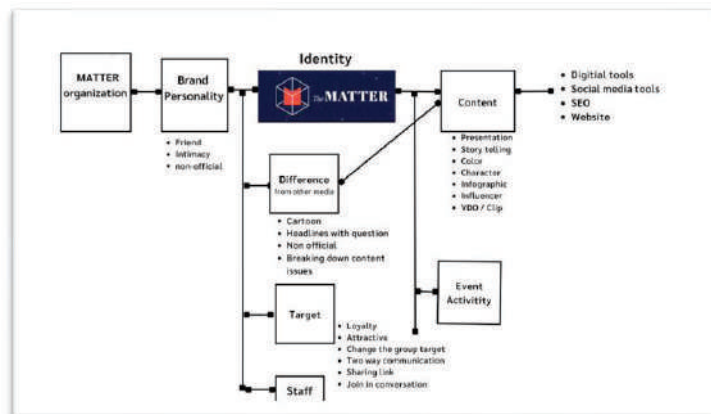 Identity
MATTER
organization
Brand
Personality
The MATTER
Content
• Digitial tools
• Social media tools
• SEO
• Website
• Friend
• Intimacy
• non-official
• Presentation
• Story telling
• Color
• Character
• Infographic
• Influencer
• VDO / Clip
Difference
from other media
• Cartoon
• Headlines with question
• Non official
• Breaking down content
issues
Event
Activitity
Target
• Loyalty
• Attractive
• Change the group target
• Two way communication
• Sharing link
• Join in conversation
Staff